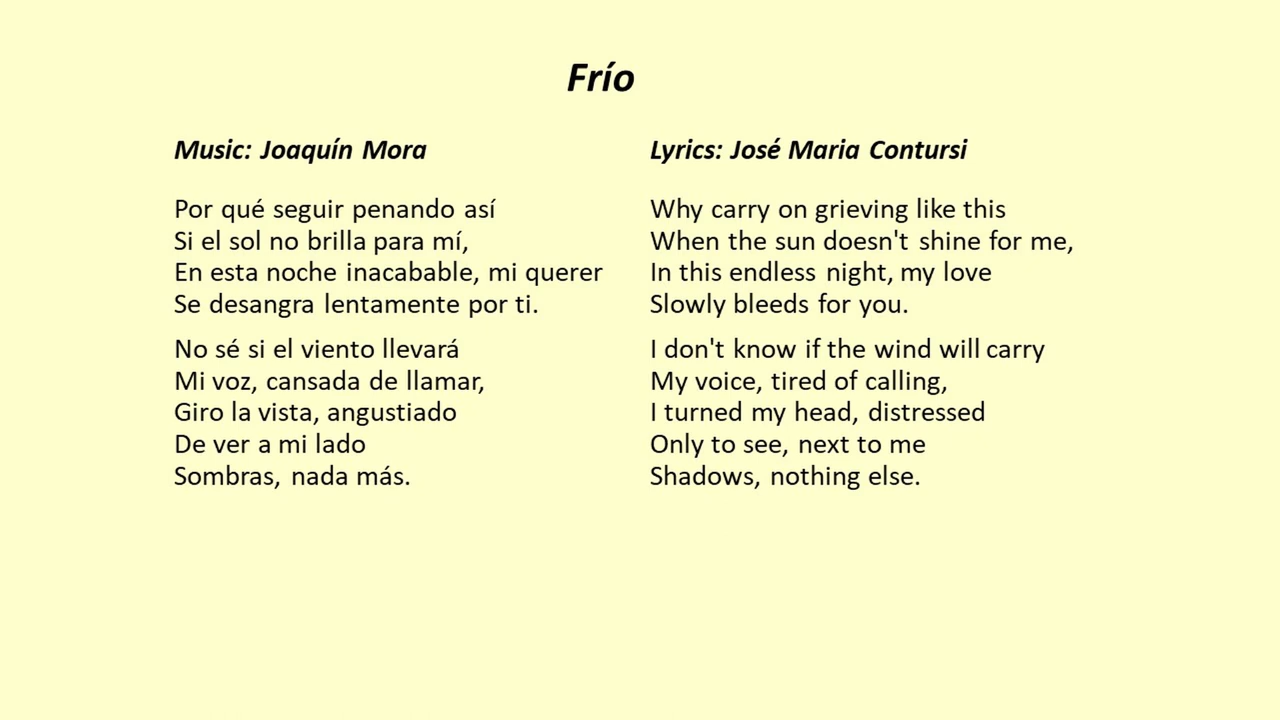 Frío
Music: Joaquín Mora
Por qué seguir penando así
Si el sol no brilla para mí,
En esta noche inacabable, mi querer
Se desangra lentamente por ti.
No sé si el viento llevará
Mi voz, cansada de llamar,
Giro la vista, angustiado
De ver a mi lado
Sombras, nada más.
Lyrics: José Maria Contursi
Why carry on grieving like this
When the sun doesn't shine for me,
In this endless night, my love
Slowly bleeds for you.
I don't know if the wind will carry
My voice, tired of calling,
I turned my head, distressed
Only to see, next to me
Shadows, nothing else.